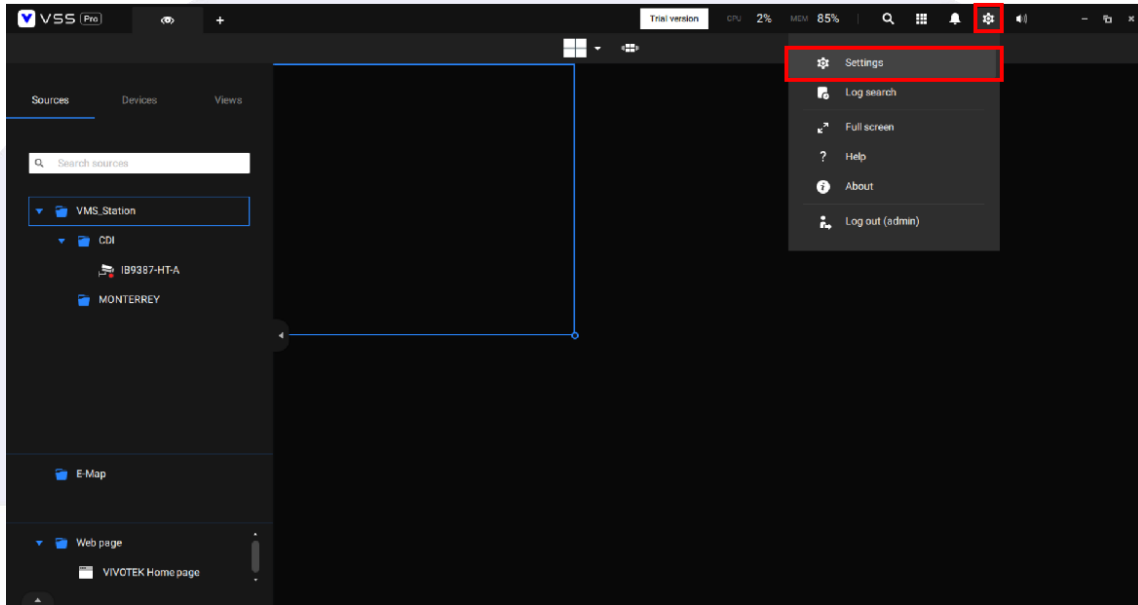 VSS Pro
Trial version CPU 2% MEM 85%
Settings
Log search
Full screen
? Help
About
Log out (admin)
Sources Devices Views
Search sources
VMS_Station
CDI
IB9387-HT-A
MONTERREY
E-Map
Web page
VIVOTEK Home page